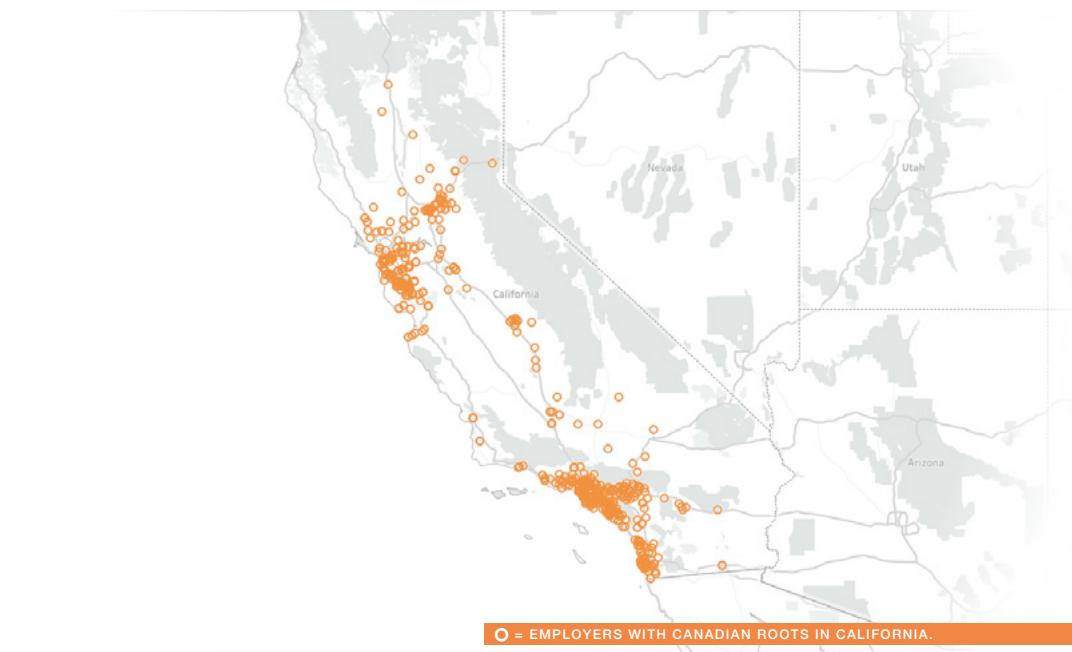 Nevada
Utah
California
Arizona
= EMPLOYERS WITH CANADIAN ROOTS IN CALIFORNIA.